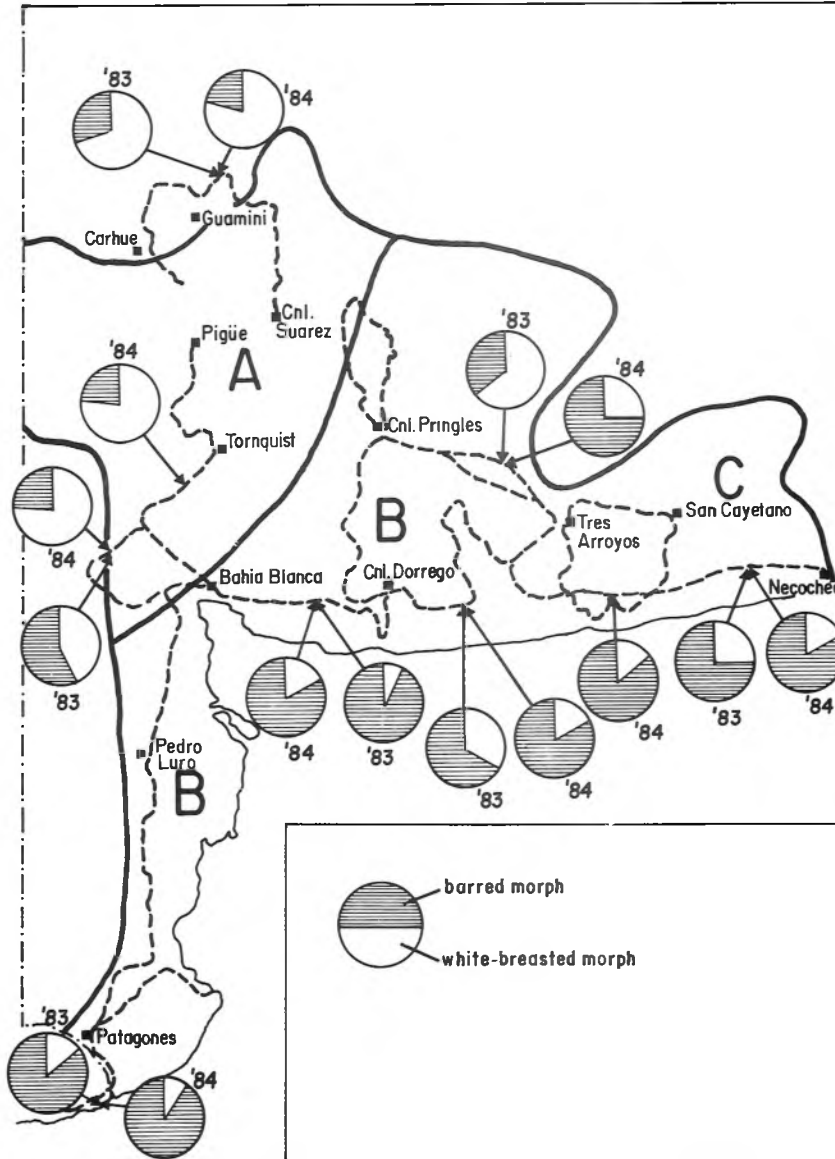 '83
'84
Guamini
Carhue
Cnl.
Suarez
Pigüe
A
'84
'83
'84
Cnl. Pringles
Tornquist
C
San Cayetano
B
Tres
Arroyos
'84
Bahia Blanca
Cnl. Dorrego
Necochea
'83
'84
'83
'83
'84
'84
'83
'84
Pedro
Luro
B
barred morph
white-breasted morph
'83
Patagones
'84